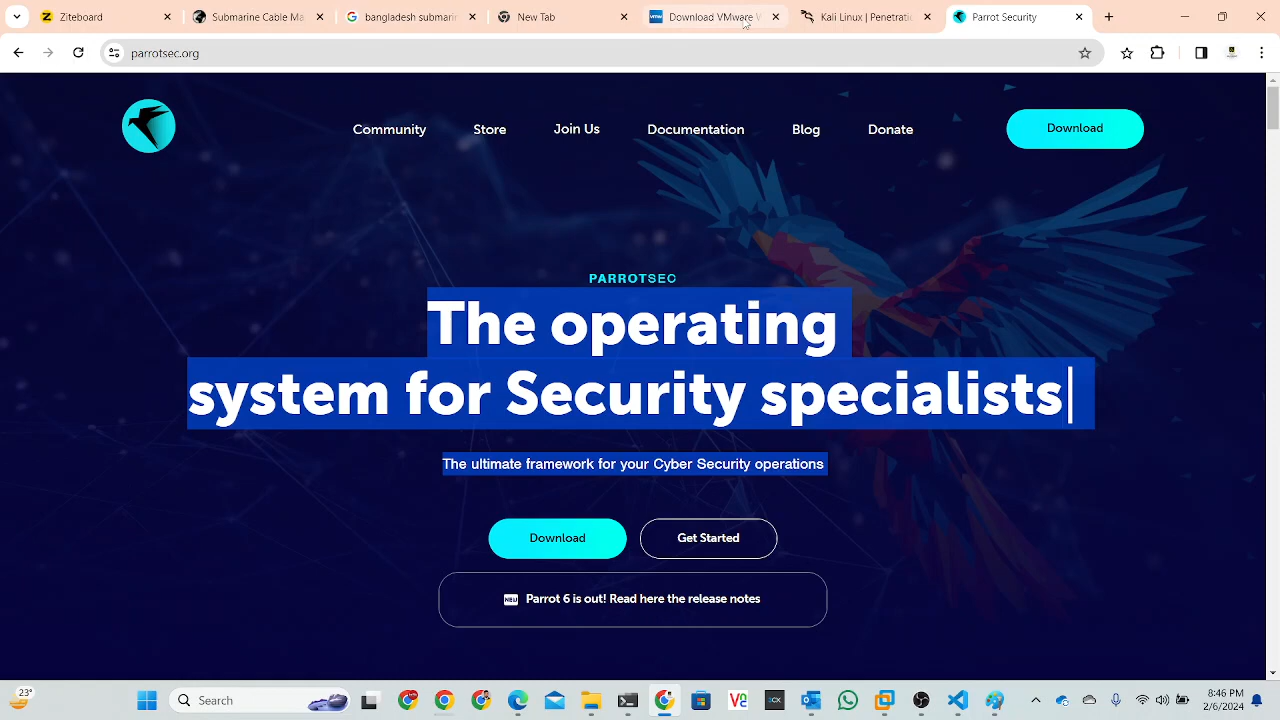 Ziteboard
Submarine Cable Ma
bangladesh submarin
New Tab
Download VMware W
Kali Linux | Penetrati
Parrot Security
parrotsec.org
Community
Store
Join Us
Documentation
Blog
Donate
Download
PARROTSEC
The operating
system for Security specialists
The ultimate framework for your Cyber Security operations
Download
Get Started
NEW Parrot 6 is out! Read here the release notes
23°
Search
8:46 PM
2/6/2024